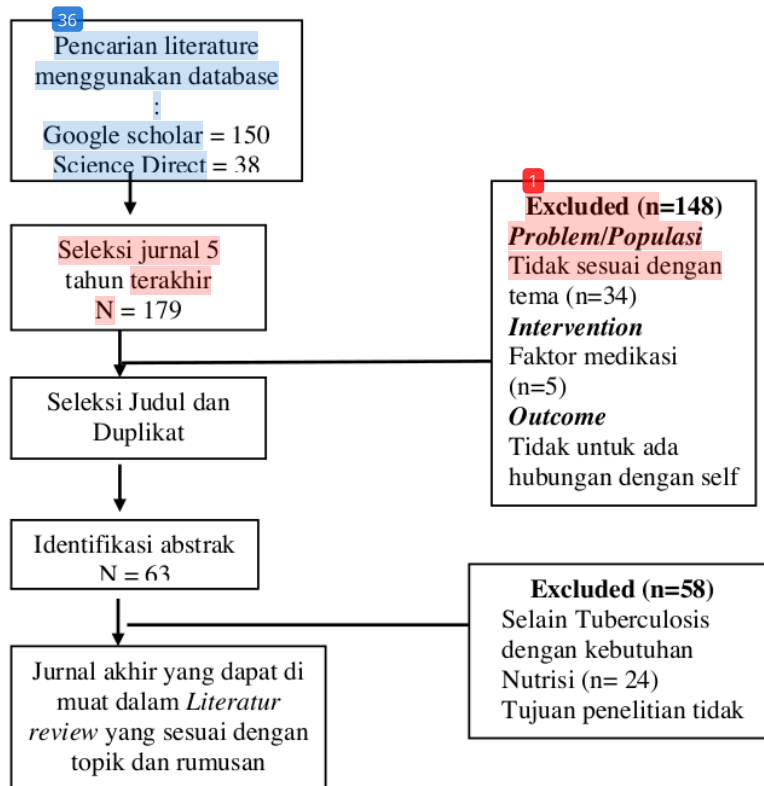 36
Pencarian literature
menggunakan database
:
Google scholar = 150
Science Direct = 38
Seleksi jurnal 5
tahun terakhir
N = 179
1
Excluded (n=148)
Problem/Populasi
Tidak sesuai dengan
tema (n=34)
Intervention
Faktor medikasi
(n=5)
Outcome
Tidak untuk ada
hubungan dengan self
Seleksi Judul dan
Duplikat
Identifikasi abstrak
N = 63
Excluded (n=58)
Selain Tuberculosis
dengan kebutuhan
Nutrisi (n= 24)
Tujuan penelitian tidak
Jurnal akhir yang dapat di
muat dalam Literatur
review yang sesuai dengan
topik dan rumusan